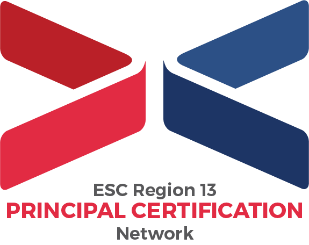 ESC Region 13
PRINCIPAL CERTIFICATION
Network